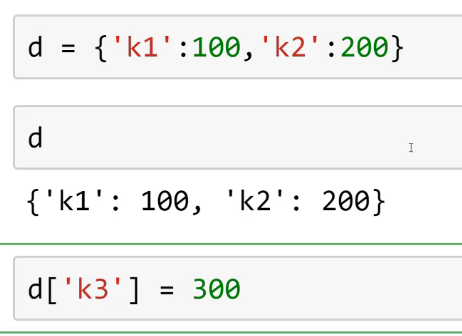 d = {'k1':100,'k2':200}
d
{'k1': 100, 'k2': 200}
d['k3'] = 300